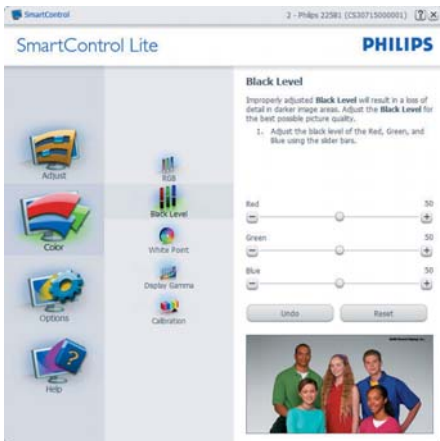 SmartControl
2 - Philips 225B1 (CS30715000001)
SmartControl Lite
PHILIPS
Adjust
Color
Options
Help
RGB
Black Level
White Point
Display Gamma
Calibration
Black Level
Improperly adjusted Black Level will result in a loss of
detail in darker image areas. Adjust the Black Level for
the best possible picture quality.
1. Adjust the black level of the Red, Green, and
Blue using the slider bars.
Red 50
Green 50
Blue 50
Undo
Reset